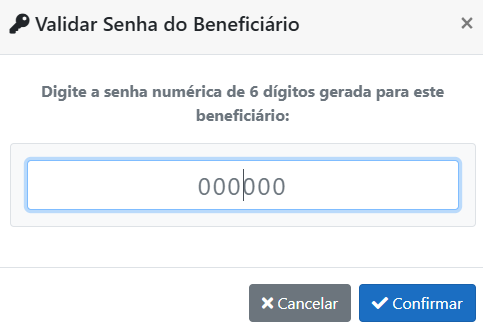 Validar Senha do Beneficiário ×
Digite a senha numérica de 6 dígitos gerada para este
beneficiário:
000000
Cancelar Confirmar